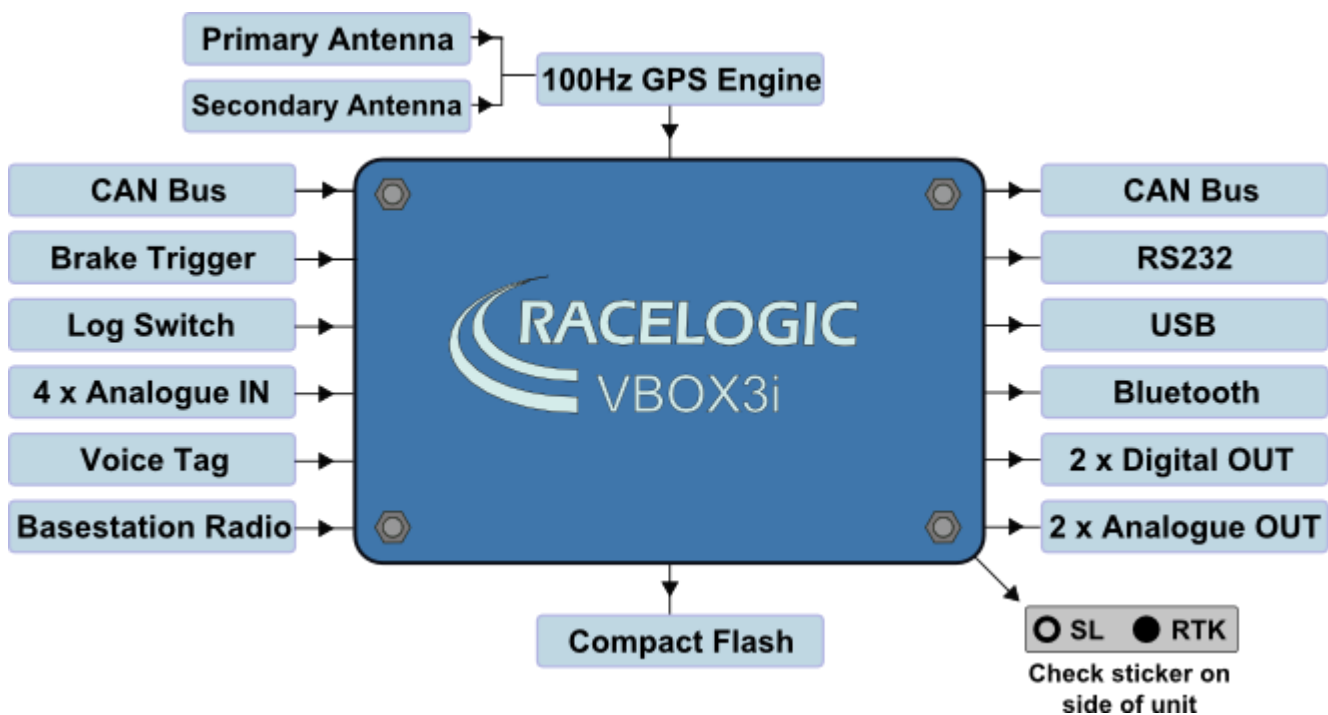 Primary Antenna
Secondary Antenna
100Hz GPS Engine
CAN Bus
Brake Trigger
Log Switch
4 x Analogue IN
Voice Tag
Basestation Radio
RACELOGIC
VBOX3i
CAN Bus
RS232
USB
Bluetooth
2 x Digital OUT
2 x Analogue OUT
Compact Flash
SL RTK
Check sticker on
side of unit